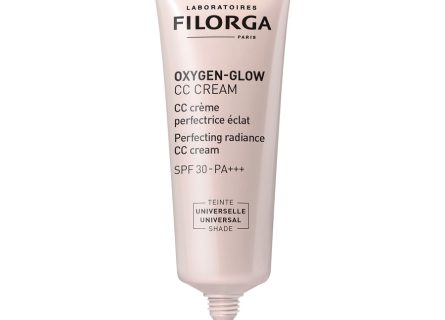 LABORATOIRES
FILORGA
PARIS
OXYGEN-GLOW
CC CREAM
CC crème
perfectrice éclat
Perfecting radiance
CC cream
SPF 30-PA+++
TEINTE
UNIVERSELLE
UNIVERSAL
SHADE